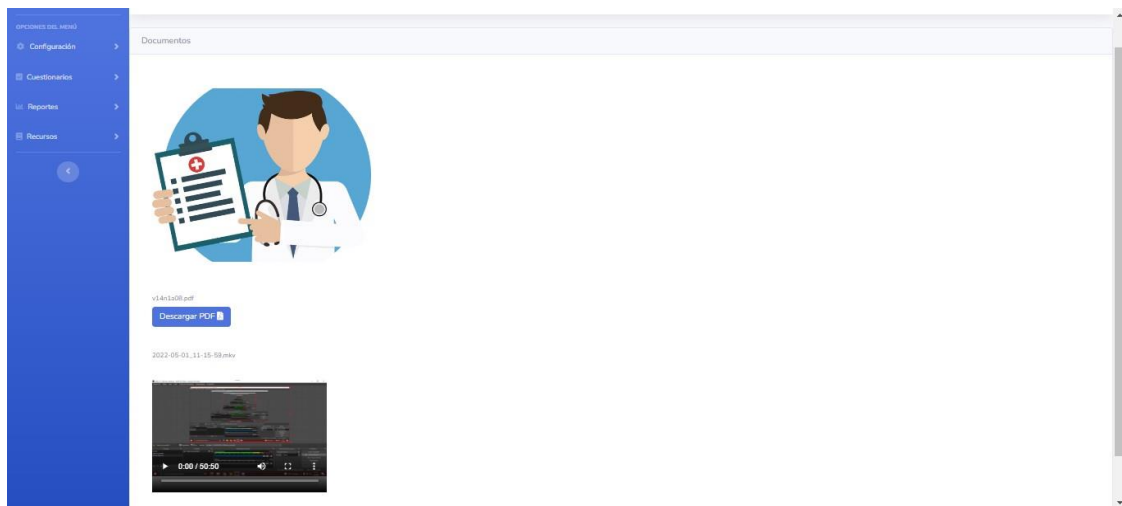 OPCIONES DEL MENÚ
Configuración
Cuestionarios
Reportes
Recursos
Documentos
v14n1a08.pdf
Descargar PDF
2022-05-01_11-15-59.mkv
0:00 / 50:50